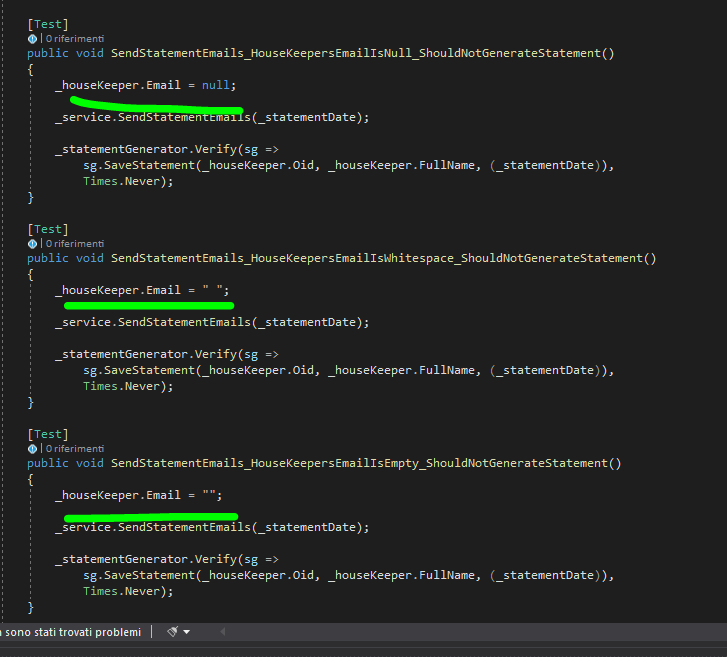 [Test]
0 riferimenti
public void SendStatementEmails_HouseKeepersEmailIsNull_ShouldNotGenerateStatement()
{
_houseKeeper.Email = null;
_service.SendStatementEmails(_statementDate);
_statementGenerator.Verify(sg =>
sg.SaveStatement(_houseKeeper.Oid, _houseKeeper.FullName, (_statementDate)),
Times.Never);
}
[Test]
0 riferimenti
public void SendStatementEmails_HouseKeepersEmailIsWhitespace_ShouldNotGenerateStatement()
{
_houseKeeper.Email = " ";
_service.SendStatementEmails(_statementDate);
_statementGenerator.Verify(sg =>
sg.SaveStatement(_houseKeeper.Oid, _houseKeeper.FullName, (_statementDate)),
Times.Never);
}
[Test]
0 riferimenti
public void SendStatementEmails_HouseKeepersEmailIsEmpty_ShouldNotGenerateStatement()
{
_houseKeeper.Email = "";
_service.SendStatementEmails(_statementDate);
_statementGenerator.Verify(sg =>
sg.SaveStatement(_houseKeeper.Oid, _houseKeeper.FullName, (_statementDate)),
Times.Never);
}
sono stati trovati problemi